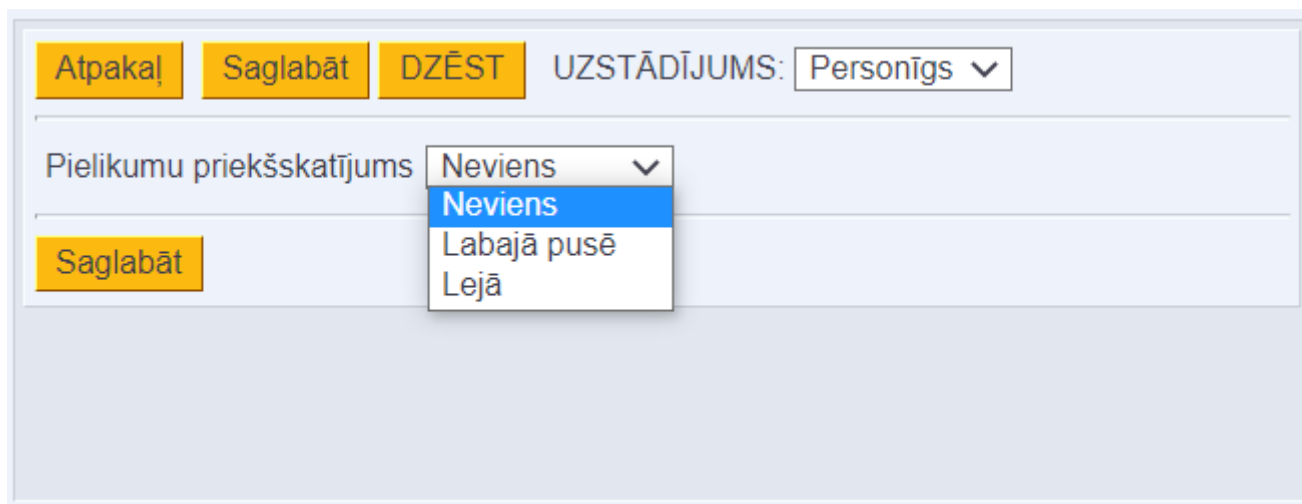 Atpakaļ Saglabāt DZĒST UZSTĀDĪJUMS: Personīgs
Pielikumu priekšskatījums Neviens
Neviens
Labajā pusē
Lejā
Saglabāt